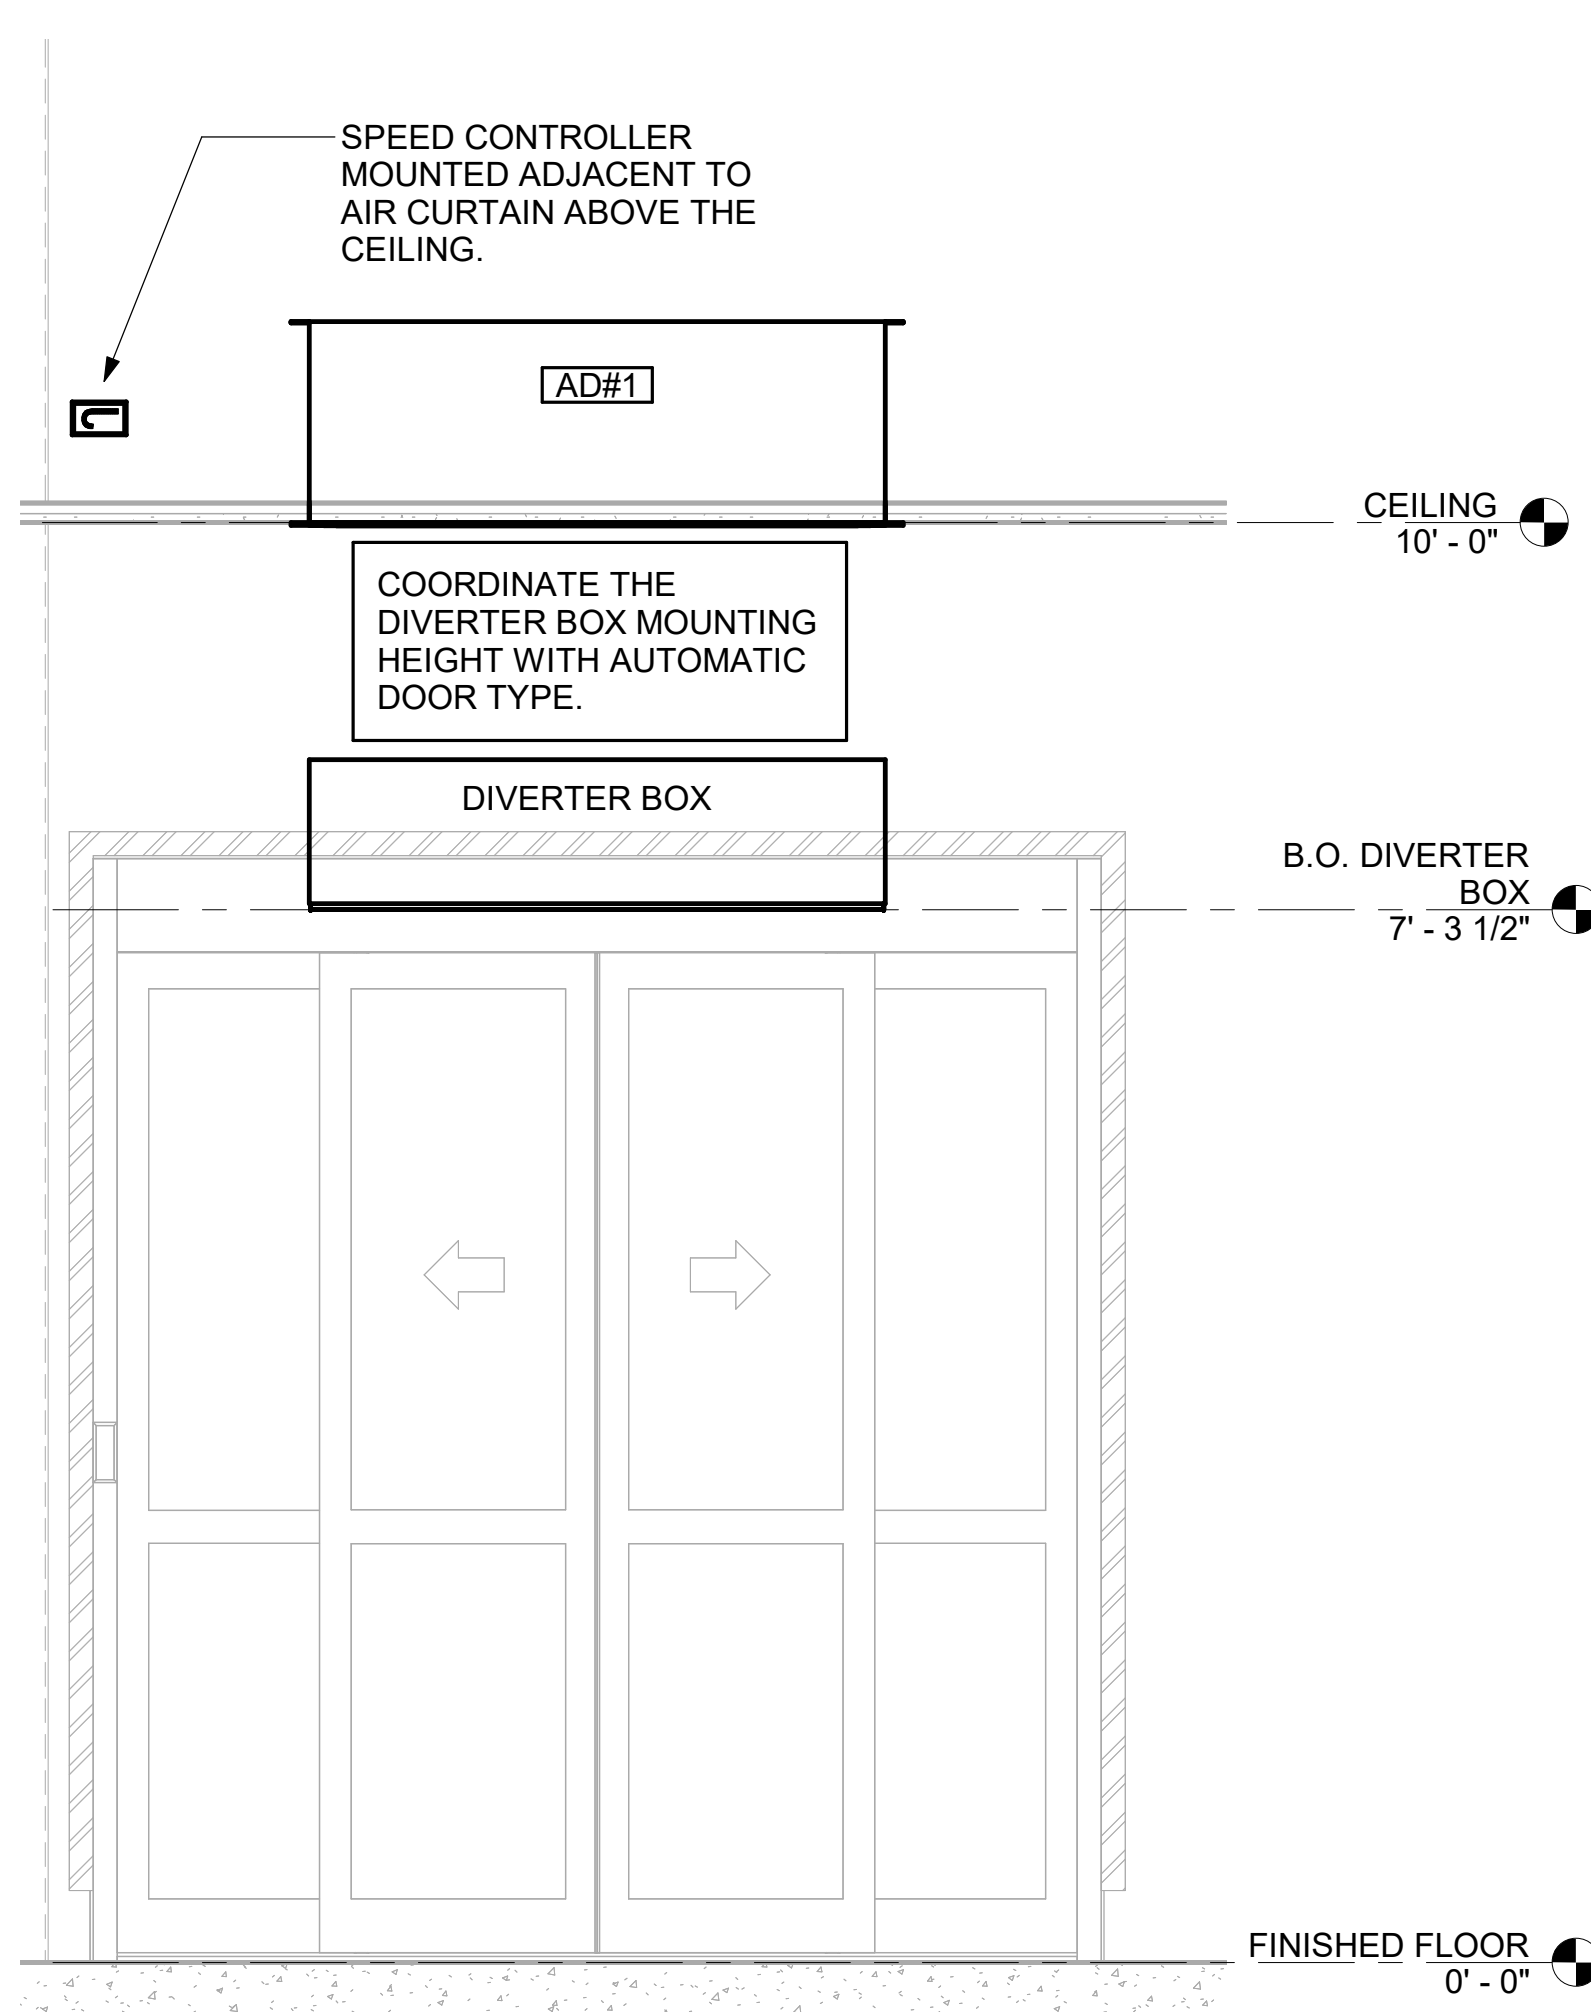 SPEED CONTROLLER
MOUNTED ADJACENT TO
AIR CURTAIN ABOVE THE
CEILING.
AD#1
CEILING
10' - 0"
COORDINATE THE
DIVERTER BOX MOUNTING
HEIGHT WITH AUTOMATIC
DOOR TYPE.
DIVERTER BOX
B.O. DIVERTER
BOX
7' - 3 1/2"
FINISHED FLOOR
0' - 0"